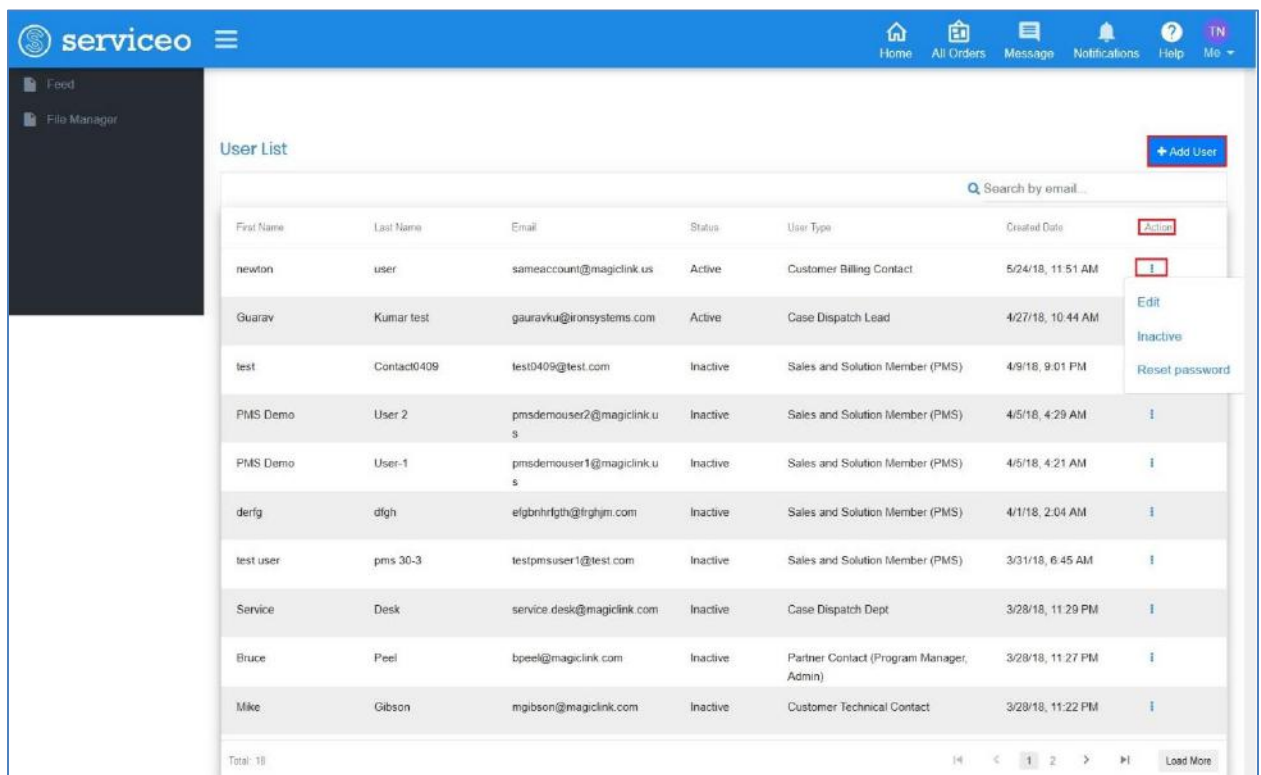 serviceo
Home All Orders Message Notifications Help TN Me
Feed
File Manager
User List
+ Add User
Search by email...
First Name Last Name Email Status User Type Created Date Action
newton user sameaccount@magiclink.us Active Customer Billing Contact 5/24/18, 11:51 AM
Edit
Guarav Kumar test gauravku@ironsystems.com Active Case Dispatch Lead 4/27/18, 10:44 AM
Inactive
test Contact0409 test0409@test.com Inactive Sales and Solution Member (PMS) 4/9/18, 9:01 PM
Reset password
PMS Demo User 2 pmsdemouser2@magiclink.u Inactive Sales and Solution Member (PMS) 4/5/18, 4:29 AM
s
PMS Demo User-1 pmsdemouser1@magiclink.u Inactive Sales and Solution Member (PMS) 4/5/18, 4:21 AM
s
derfg dfgh efgbnhrfgth@frghjm.com Inactive Sales and Solution Member (PMS) 4/1/18, 2:04 AM
test user pms 30-3 testpmsuser1@test.com Inactive Sales and Solution Member (PMS) 3/31/18, 6:45 AM
Service Desk service.desk@magiclink.com Inactive Case Dispatch Dept 3/28/18, 11:29 PM
Bruce Peel bpeel@magiclink.com Inactive Partner Contact (Program Manager, 3/28/18, 11:27 PM
Admin)
Mike Gibson mgibson@magiclink.com Inactive Customer Technical Contact 3/28/18, 11:22 PM
Total: 18 1 2 Load More